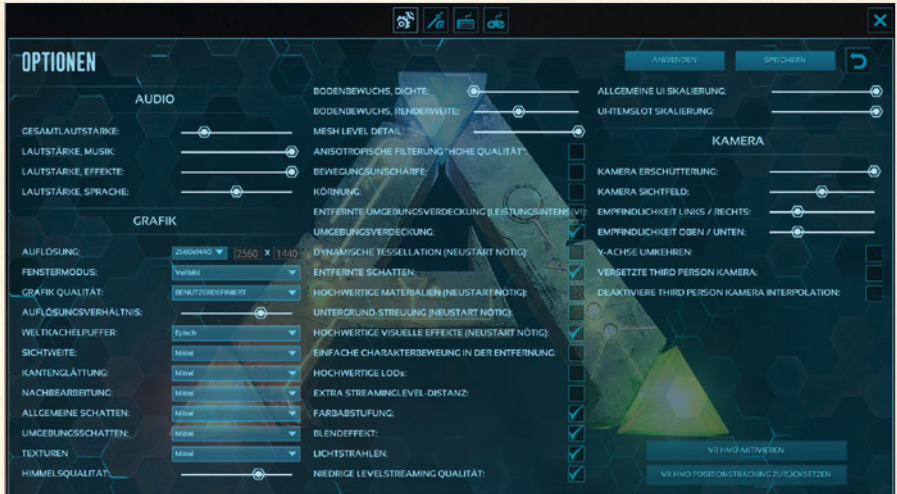 OPTIONEN
ANWENDEN
SPEICHERN
AUDIO
GESAMTLAUTSTÄRKE:
LAUTSTÄRKE, MUSIK:
LAUTSTÄRKE, EFFEKTE:
LAUTSTÄRKE, SPRACHE:
GRAFIK
AUFLÖSUNG: 2560x1440 2560 X 1440
FENSTERMODUS: Vollbild
GRAFIK QUALITÄT: BENUTZERDEFINIERT
AUFLÖSUNGSVERHÄLTNIS:
WELTKACHELPUFFER: Episch
SICHTWEITE: Mittel
KANTENGLÄTTUNG: Mittel
NACHBEARBEITUNG: Mittel
ALLGEMEINE SCHATTEN: Mittel
UMGEBUNGSSCHATTEN: Mittel
TEXTUREN Mittel
HIMMELSQUALITÄT:
BODENBEWUCHS, DICHTE:
BODENBEWUCHS, RENDERWEITE:
MESH LEVEL DETAIL:
ANISOTROPISCHE FILTERUNG "HOHE QUALITÄT":
BEWEGUNGSUNSCHÄRFE:
KÖRNUNG:
ENTFERNTE UMGEBUNGSVERDECKUNG (LEISTUNGSINTENSIV!):
UMGEBUNGSVERDECKUNG:
DYNAMISCHE TESSELLATION (NEUSTART NÖTIG):
ENTFERNTE SCHATTEN:
HOCHWERTIGE MATERIALIEN (NEUSTART NÖTIG):
UNTERGRUND-STREUUNG (NEUSTART NÖTIG):
HOCHWERTIGE VISUELLE EFFEKTE (NEUSTART NÖTIG):
EINFACHE CHARAKTERBEWEUNG IN DER ENTFERNUNG:
HOCHWERTIGE LODs:
EXTRA STREAMINGLEVEL-DISTANZ:
FARBABSTUFUNG:
BLENDEFFEKT:
LICHTSTRAHLEN:
NIEDRIGE LEVELSTREAMING QUALITÄT:
ALLGEMEINE UI SKALIERUNG:
UI-ITEMSLOT SKALIERUNG:
KAMERA
KAMERA ERSCHÜTTERUNG:
KAMERA SICHTFELD:
EMPFINDLICHKEIT LINKS / RECHTS:
EMPFINDLICHKEIT OBEN / UNTEN:
Y-ACHSE UMKEHREN:
VERSETZTE THIRD PERSON KAMERA:
DEAKTIVIERE THIRD PERSON KAMERA INTERPOLATION:
VR HMD AKTIVIEREN
VR HMD POSITIONSTRACKING ZURÜCKSETZEN